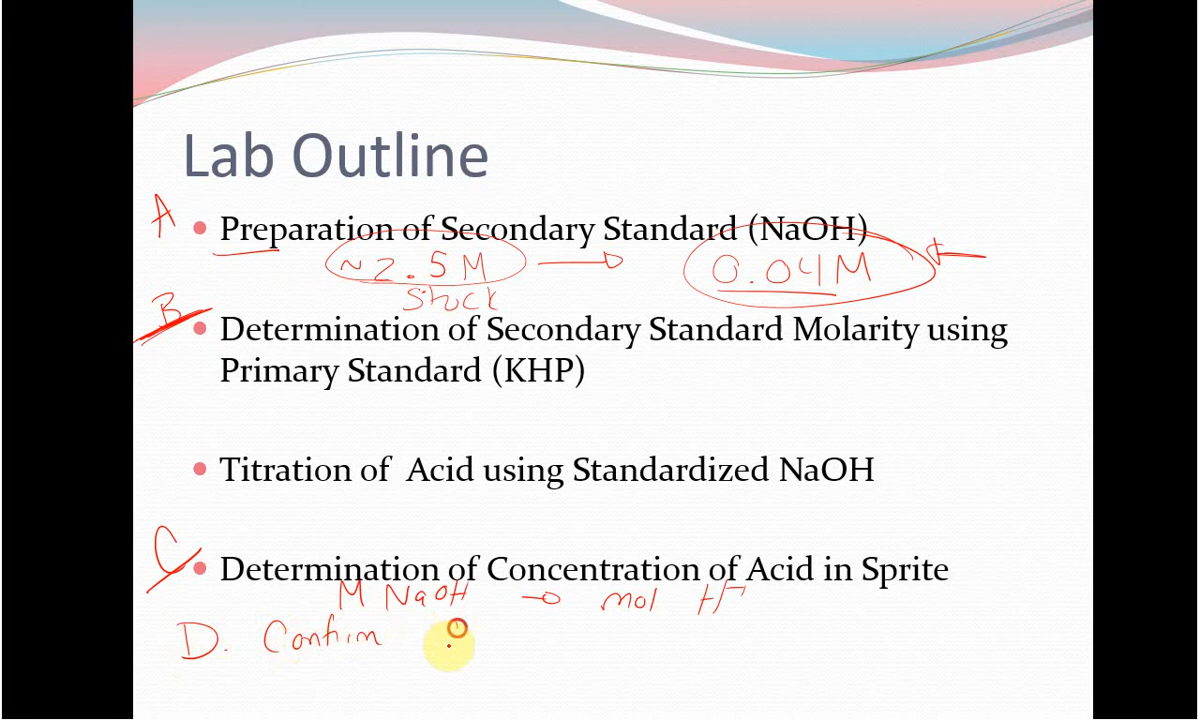 Lab Outline
A
Preparation of Secondary Standard (NaOH)
~2.5 M → 0.04M ←
Stock
B
Determination of Secondary Standard Molarity using
Primary Standard (KHP)
Titration of Acid using Standardized NaOH
C
Determination of Concentration of Acid in Sprite
M NaOH → mol H+
D. Confirm